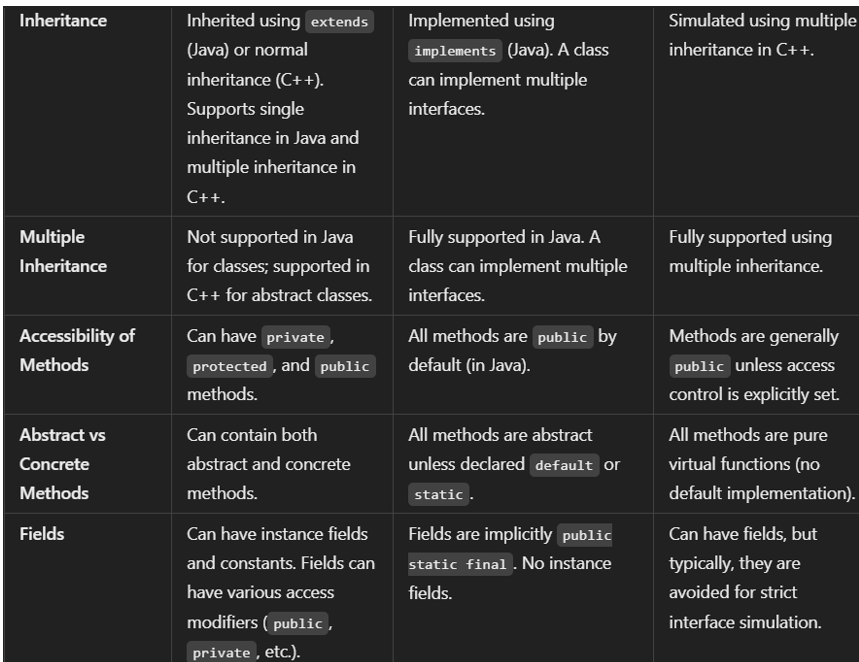 Inheritance
Inherited using extends
(Java) or normal
inheritance (C++).
Supports single
inheritance in Java and
multiple inheritance in
C++.
Implemented using
implements (Java). A class
can implement multiple
interfaces.
Simulated using multiple
inheritance in C++.
Multiple
Inheritance
Not supported in Java
for classes; supported in
C++ for abstract classes.
Fully supported in Java. A
class can implement multiple
interfaces.
Fully supported using
multiple inheritance.
Accessibility of
Methods
Can have private,
protected, and public
methods.
All methods are public by
default (in Java).
Methods are generally
public unless access
control is explicitly set.
Abstract vs
Concrete
Methods
Can contain both
abstract and concrete
methods.
All methods are abstract
unless declared default or
static.
All methods are pure
virtual functions (no
default implementation).
Fields
Can have instance fields
and constants. Fields can
have various access
modifiers (public,
private, etc.).
Fields are implicitly public
static final. No instance
fields.
Can have fields, but
typically, they are
avoided for strict
interface simulation.